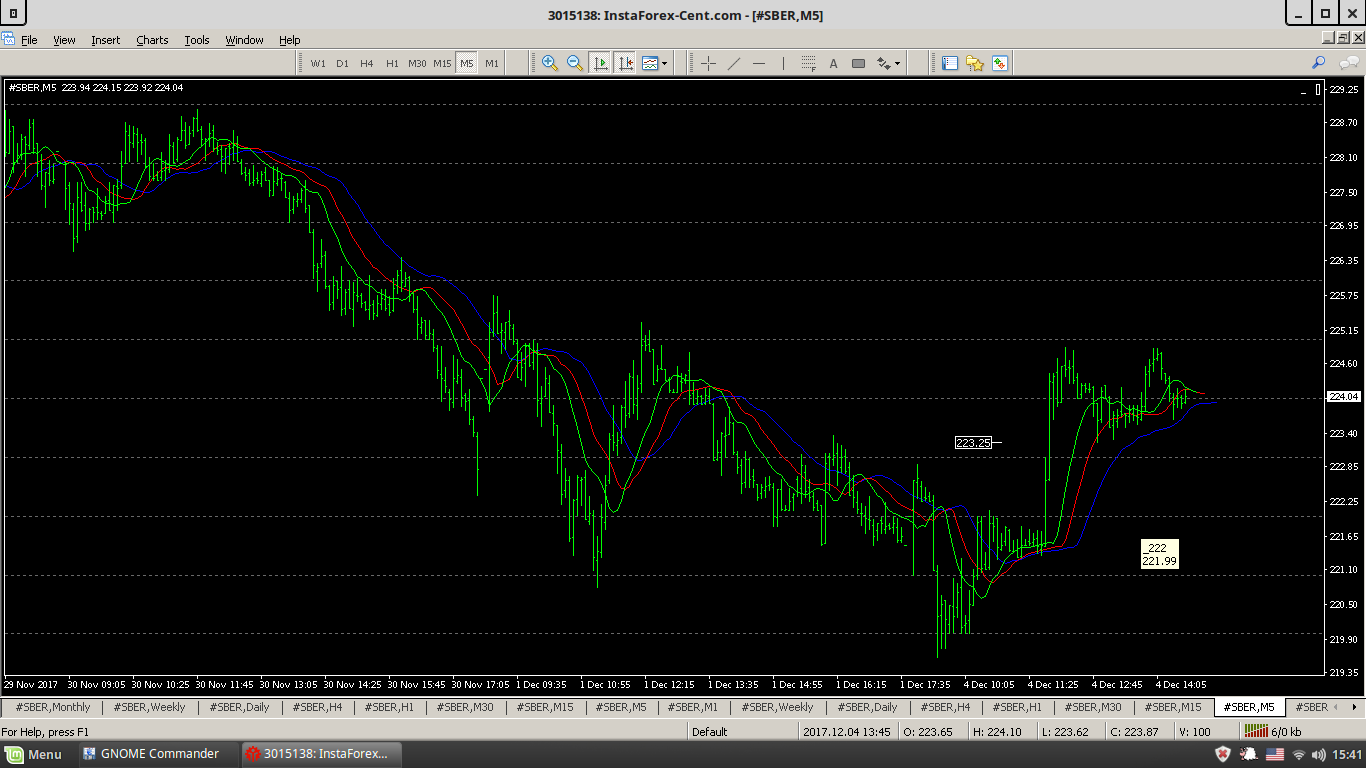 3015138: InstaForex-Cent.com - [#SBER,M5]
File View Insert Charts Tools Window Help
W1 D1 H4 H1 M30 M15 M5 M1
A
#SBER,M5 223.94 224.15 223.92 224.04
229.25
228.70
228.10
227.50
226.95
226.35
225.75
225.15
224.60
224.04
223.40
223.25
222.85
222.25
221.65
_222
221.99
221.10
220.50
219.90
219.35
29 Nov 2017 30 Nov 09:05 30 Nov 10:25 30 Nov 11:45 30 Nov 13:05 30 Nov 14:25 30 Nov 15:45 30 Nov 17:05 1 Dec 09:35 1 Dec 10:55 1 Dec 12:15 1 Dec 13:35 1 Dec 14:55 1 Dec 16:15 1 Dec 17:35 4 Dec 10:05 4 Dec 11:25 4 Dec 12:45 4 Dec 14:05
#SBER,Monthly #SBER,Weekly #SBER,Daily #SBER,H4 #SBER,H1 #SBER,M30 #SBER,M15 #SBER,M5 #SBER,M1 #SBER,Weekly #SBER,Daily #SBER,H4 #SBER,H1 #SBER,M30 #SBER,M15 #SBER,M5 #SBER
For Help, press F1 Default 2017.12.04 13:45 O: 223.65 H: 224.10 L: 223.62 C: 223.87 V: 100 6/0 kb
Menu GNOME Commander 3015138: InstaForex... 15:41